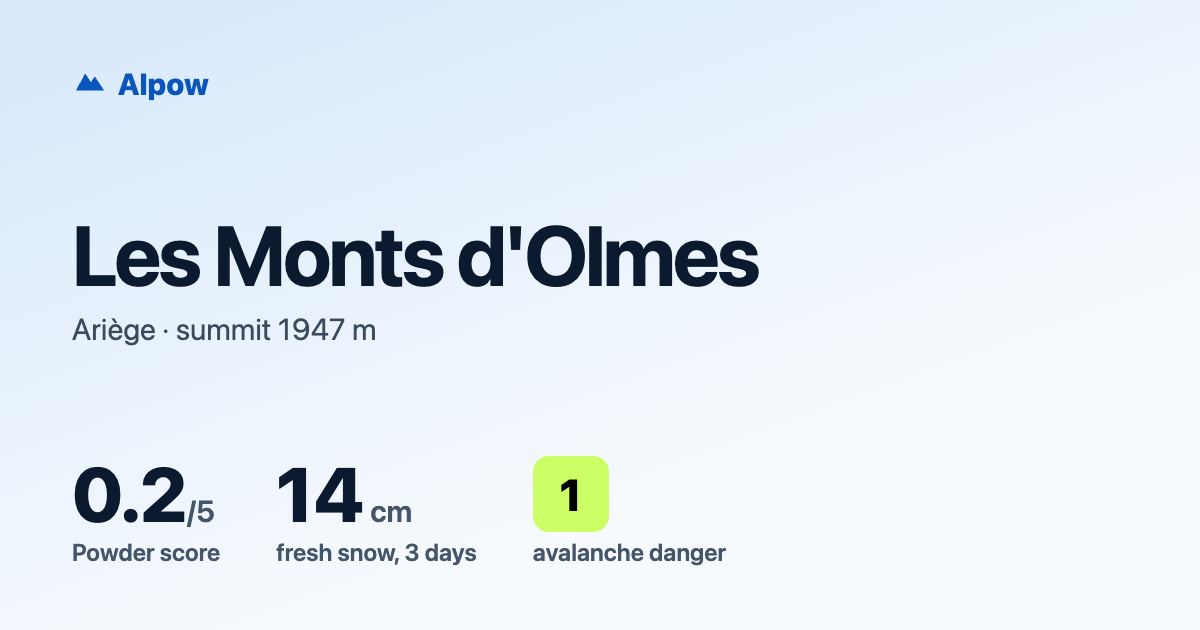 Alpow
Les Monts d'Olmes
Ariège · summit 1947 m
0.2/5
14 cm
1
Powder score
fresh snow, 3 days
avalanche danger